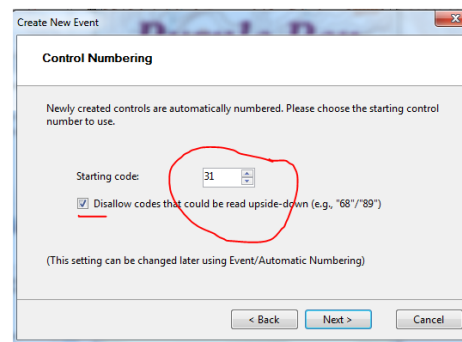 Create New Event
Purple Pen
X
Control Numbering
Newly created controls are automatically numbered. Please choose the starting control
number to use.
Starting code: 31
Disallow codes that could be read upside-down (e.g., "68"/"89")
(This setting can be changed later using Event/Automatic Numbering)
< Back Next > Cancel